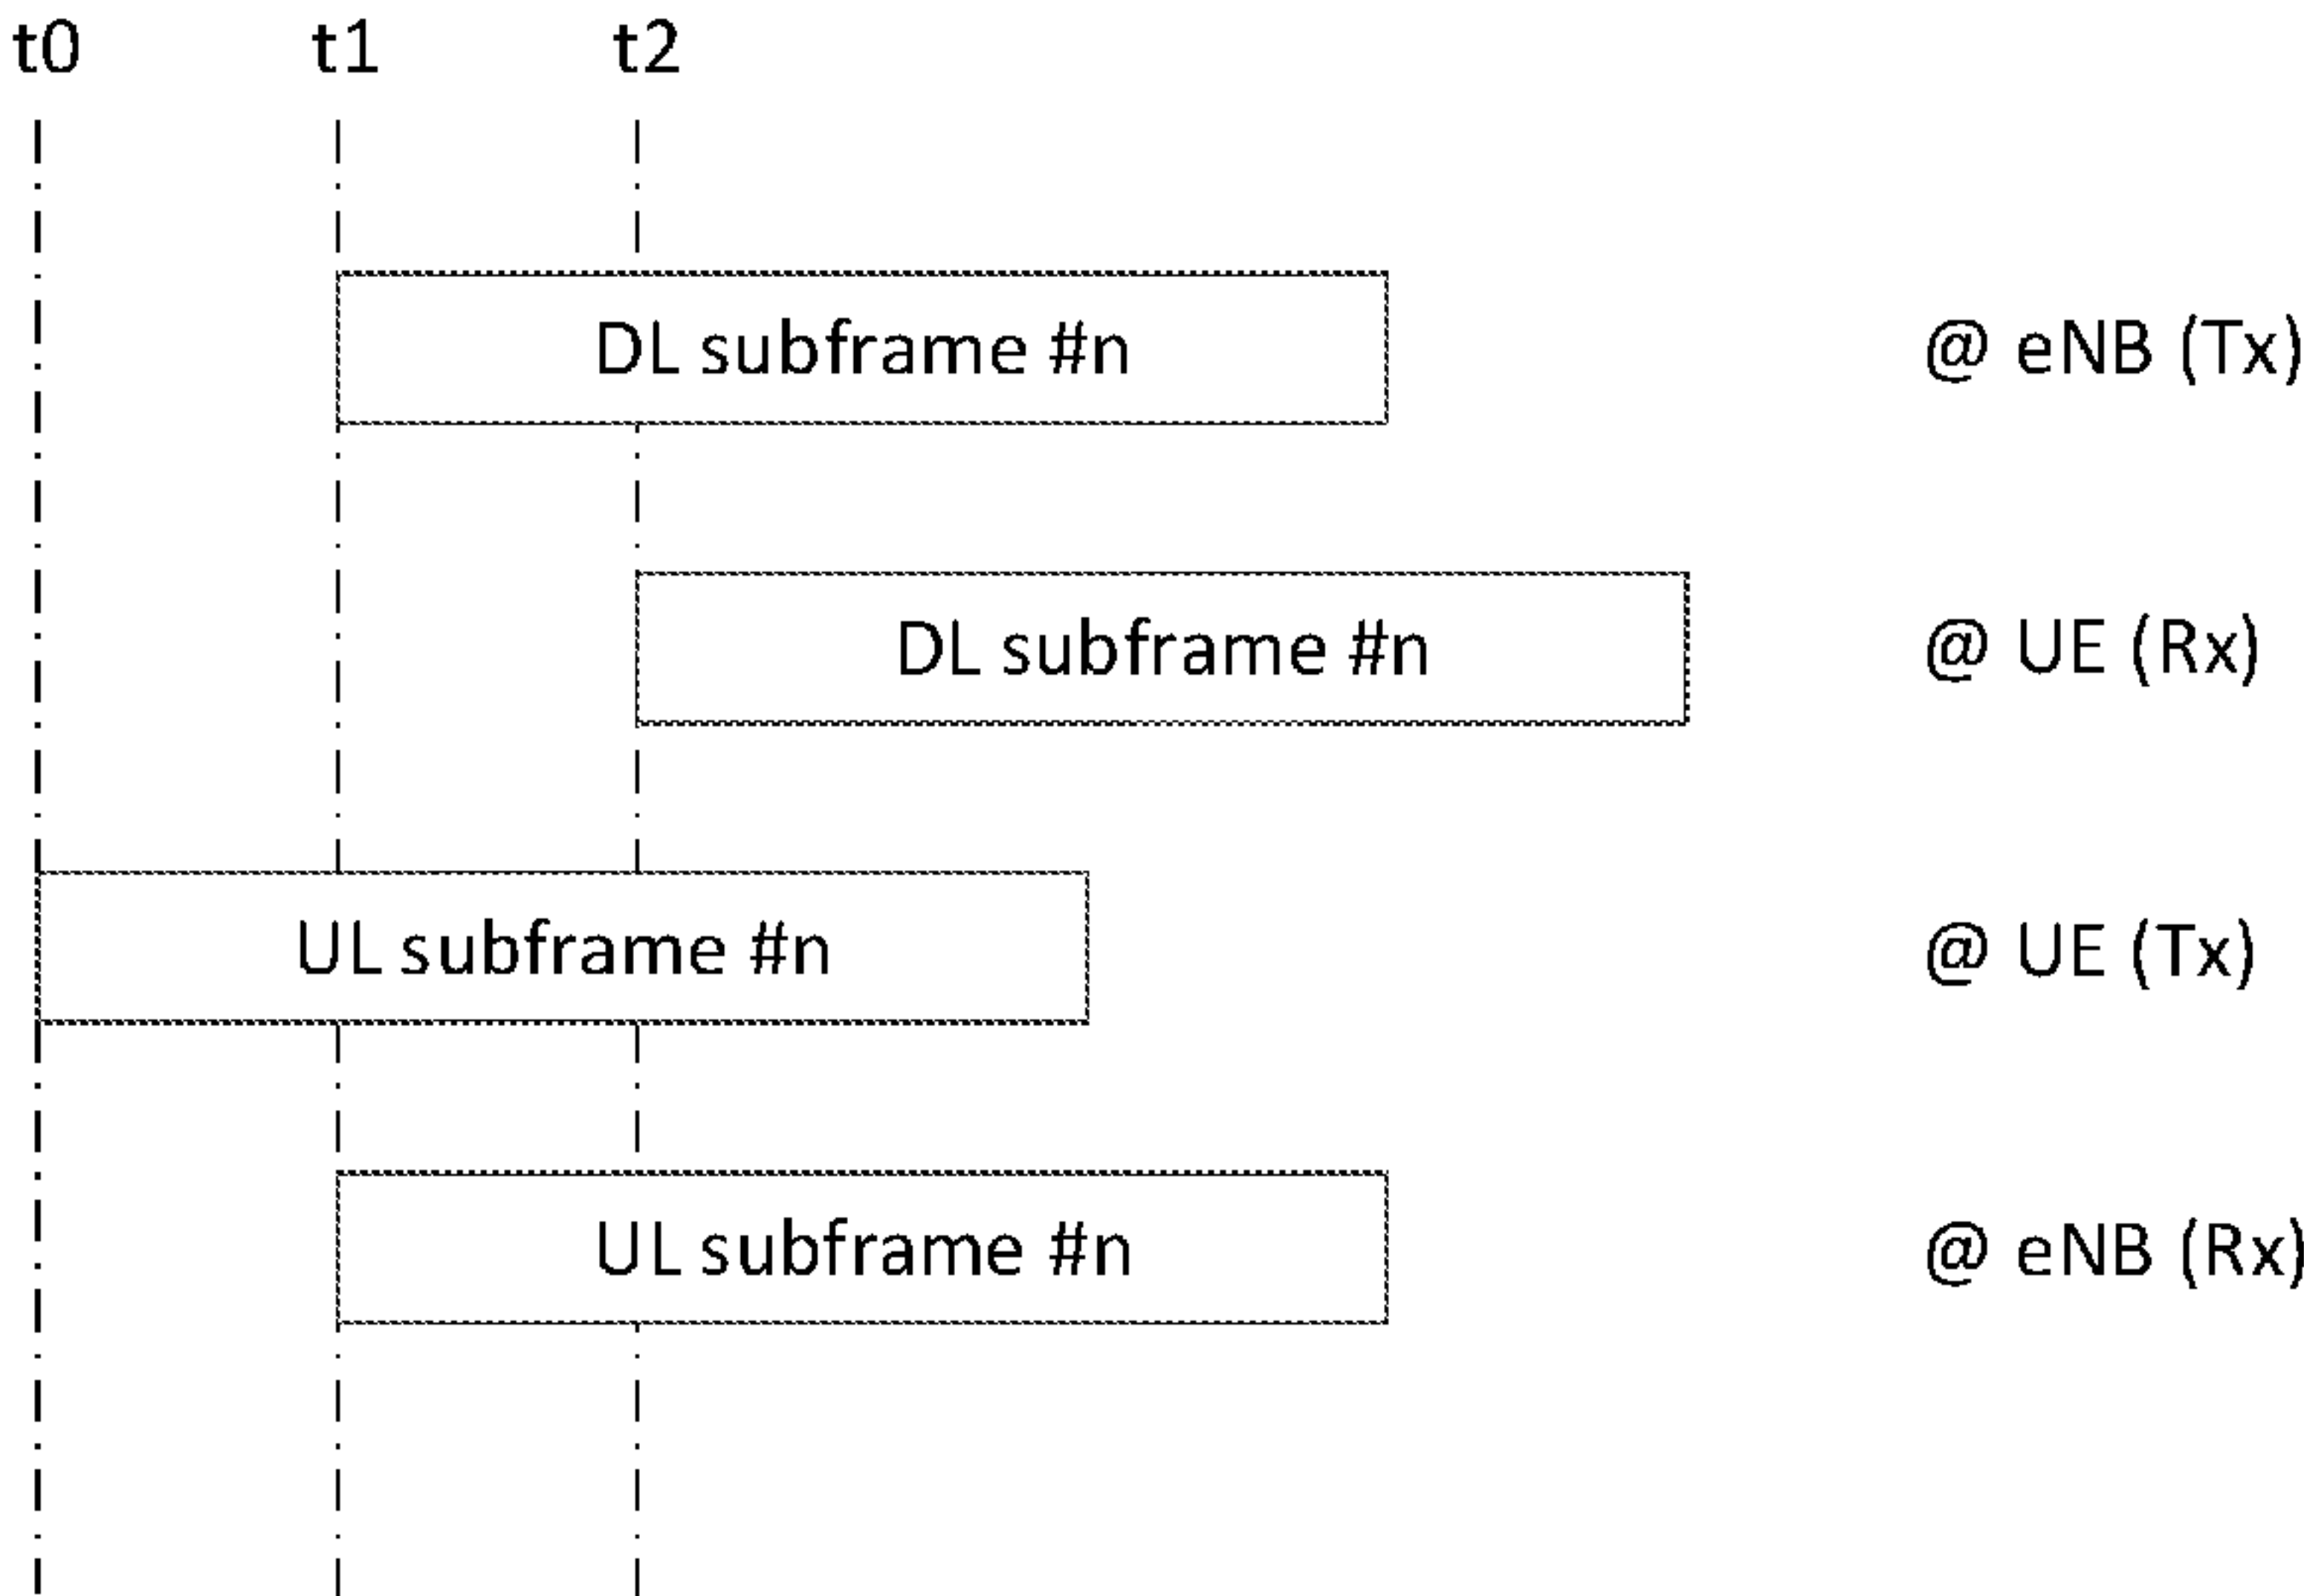 t0 t1 t2
DL subframe #n @ eNB (Tx)
DL subframe #n @ UE (Rx)
UL subframe #n @ UE (Tx)
UL subframe #n @ eNB (Rx)